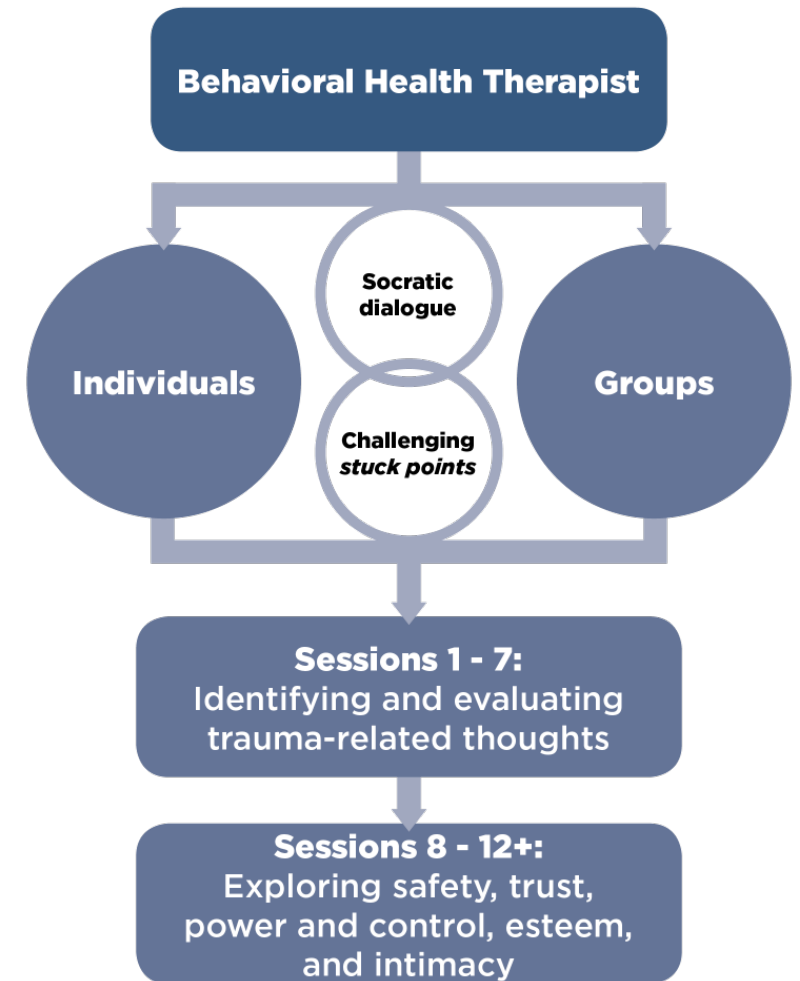 Behavioral Health Therapist
Socratic
dialogue
Individuals
Groups
Challenging
stuck points
Sessions 1 - 7:
Identifying and evaluating
trauma-related thoughts
Sessions 8 - 12+:
Exploring safety, trust,
power and control, esteem,
and intimacy